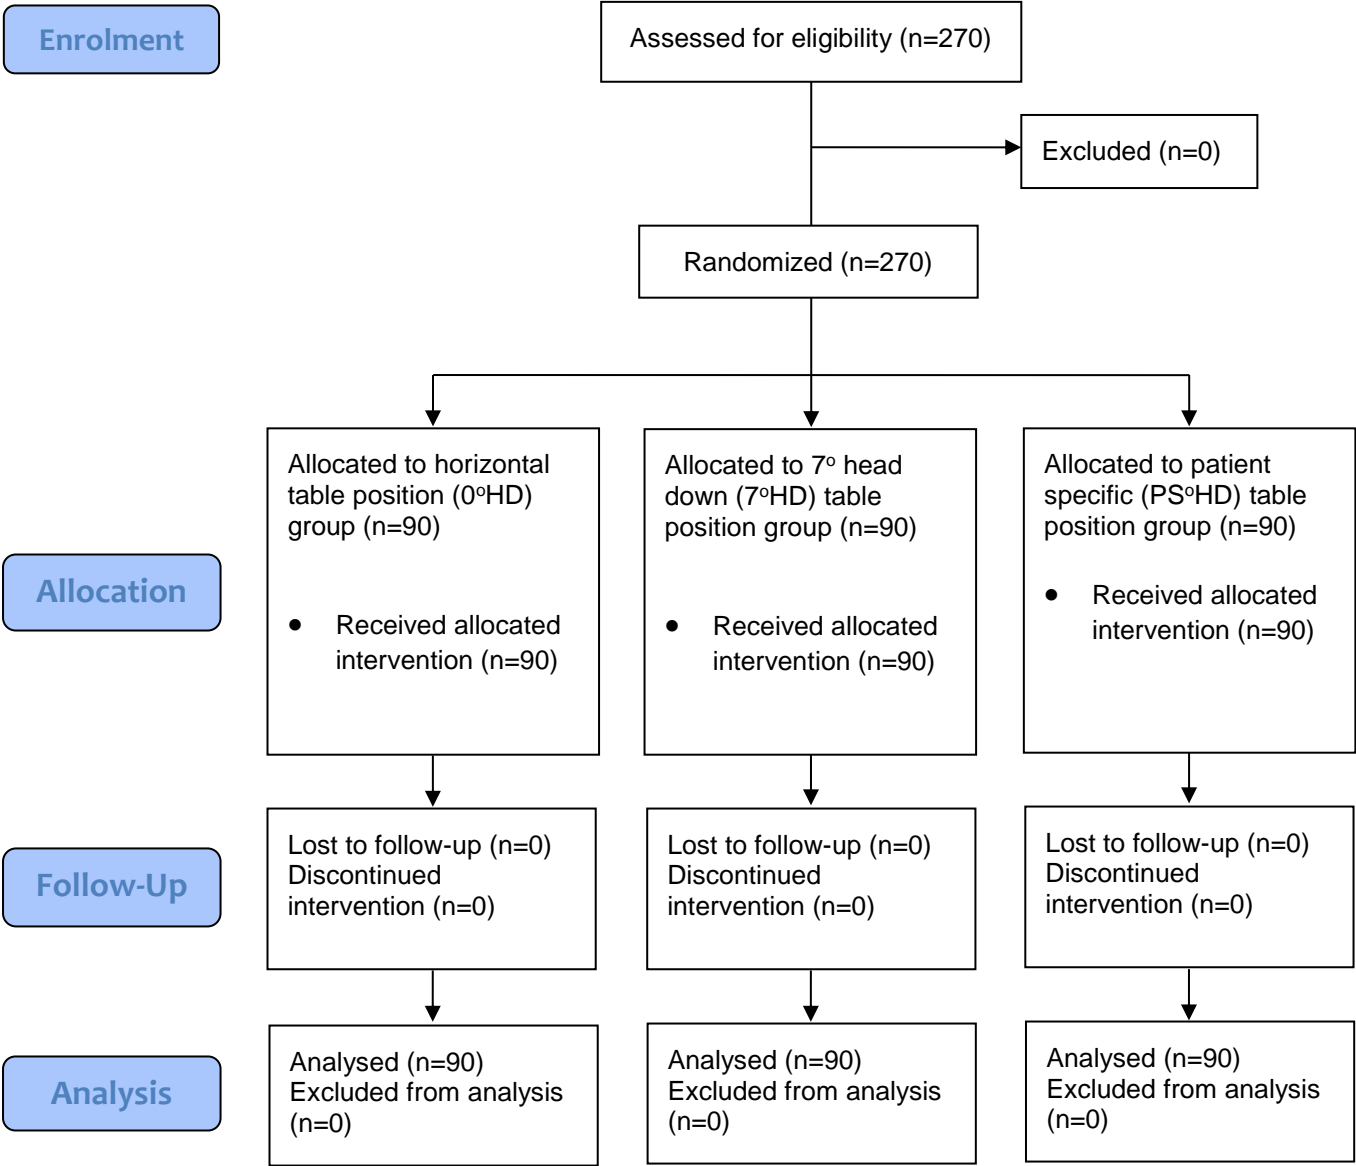 Enrolment
Assessed for eligibility (n=270)
Excluded (n=0)
Randomized (n=270)
Allocation
Allocated to horizontal
table position (0ᵒHD)
group (n=90)
• Received allocated
intervention (n=90)
Allocated to 7ᵒ head
down (7ᵒHD) table
position group (n=90)
• Received allocated
intervention (n=90)
Allocated to patient
specific (PSᵒHD) table
position group (n=90)
• Received allocated
intervention (n=90)
Follow-Up
Lost to follow-up (n=0)
Discontinued
intervention (n=0)
Lost to follow-up (n=0)
Discontinued
intervention (n=0)
Lost to follow-up (n=0)
Discontinued
intervention (n=0)
Analysis
Analysed (n=90)
Excluded from analysis
(n=0)
Analysed (n=90)
Excluded from analysis
(n=0)
Analysed (n=90)
Excluded from analysis
(n=0)